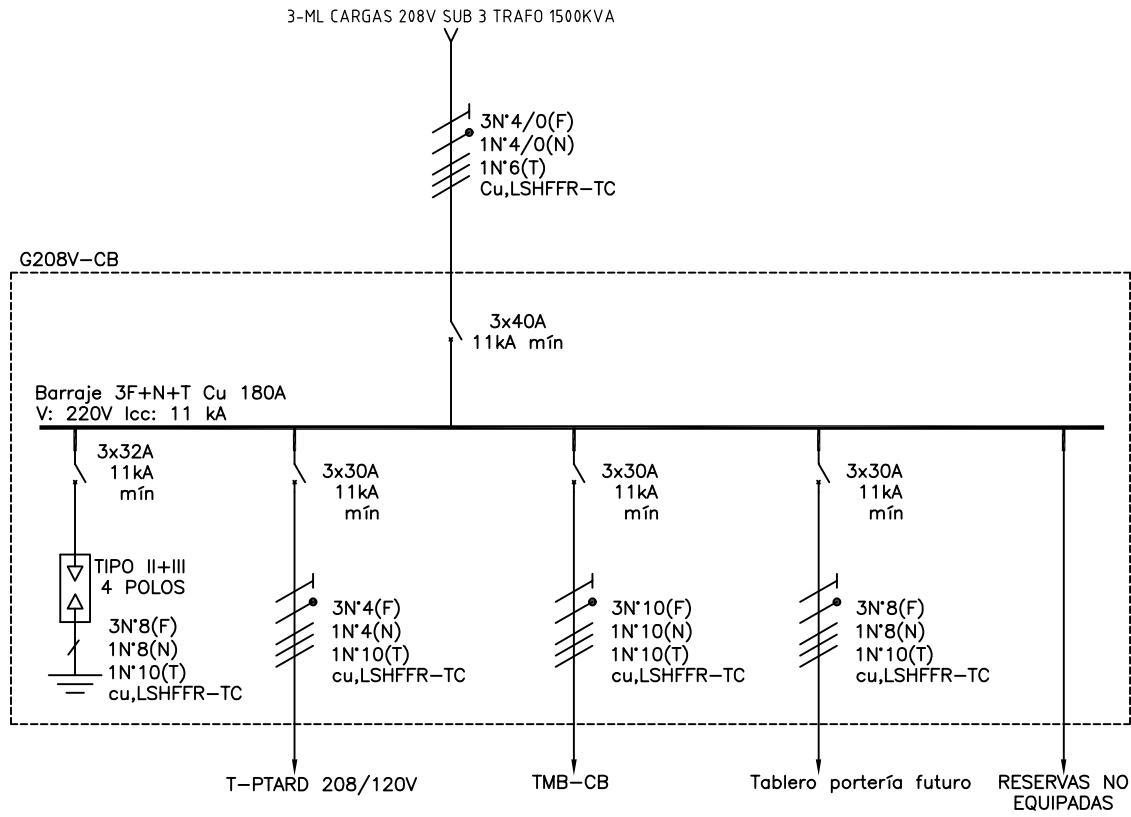 3-ML CARGAS 208V SUB 3 TRAFO 1500KVA
3N°4/0(F)
1N°4/0(N)
1N°6(T)
Cu,LSHFFR-TC
G208V-CB
3x40A
11kA mín
Barraje 3F+N+T Cu 180A
V: 220V Icc: 11 kA
3x32A
11kA
mín
3x30A
11kA
mín
3x30A
11kA
mín
3x30A
11kA
mín
TIPO II+III
4 POLOS
3N°8(F)
1N°8(N)
1N°10(T)
cu,LSHFFR-TC
3N°4(F)
1N°4(N)
1N°10(T)
cu,LSHFFR-TC
3N°10(F)
1N°10(N)
1N°10(T)
cu,LSHFFR-TC
3N°8(F)
1N°8(N)
1N°10(T)
cu,LSHFFR-TC
T-PTARD 208/120V
TMB-CB
Tablero portería futuro
RESERVAS NO
EQUIPADAS